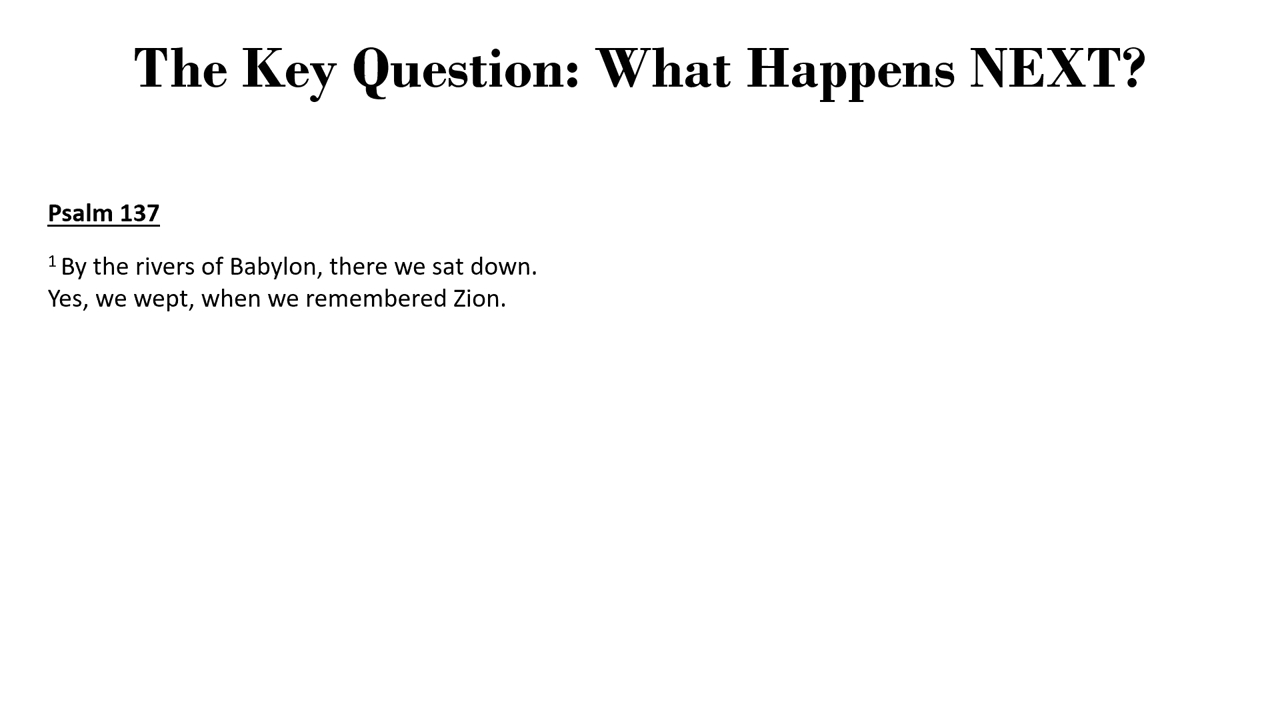 The Key Question: What Happens NEXT?
Psalm 137
1 By the rivers of Babylon, there we sat down.
Yes, we wept, when we remembered Zion.